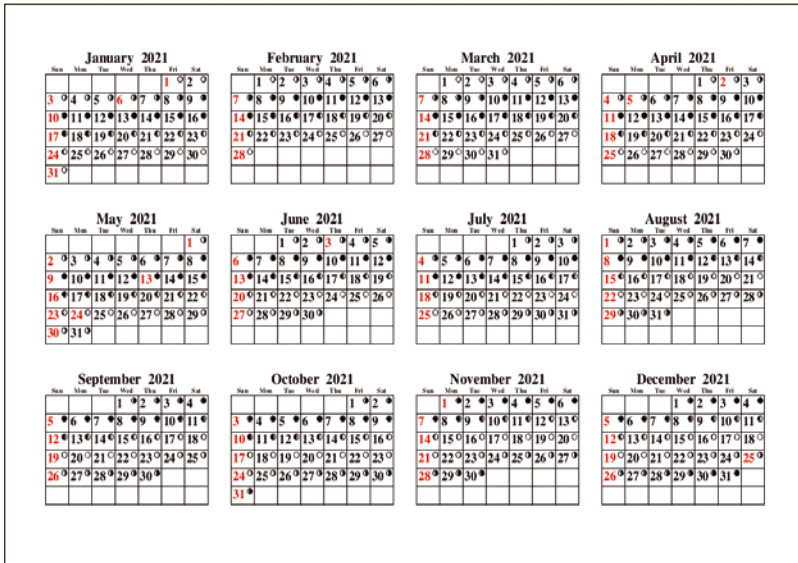 January 2021
Sun Mon Tue Wed Thu Fri Sat
1 2
3 4 5 6 7 8 9
10 11 12 13 14 15 16
17 18 19 20 21 22 23
24 25 26 27 28 29 30
31
February 2021
Sun Mon Tue Wed Thu Fri Sat
1 2 3 4 5 6
7 8 9 10 11 12 13
14 15 16 17 18 19 20
21 22 23 24 25 26 27
28
March 2021
Sun Mon Tue Wed Thu Fri Sat
1 2 3 4 5 6
7 8 9 10 11 12 13
14 15 16 17 18 19 20
21 22 23 24 25 26 27
28 29 30 31
April 2021
Sun Mon Tue Wed Thu Fri Sat
1 2 3
4 5 6 7 8 9 10
11 12 13 14 15 16 17
18 19 20 21 22 23 24
25 26 27 28 29 30
May 2021
Sun Mon Tue Wed Thu Fri Sat
1
2 3 4 5 6 7 8
9 10 11 12 13 14 15
16 17 18 19 20 21 22
23 24 25 26 27 28 29
30 31
June 2021
Sun Mon Tue Wed Thu Fri Sat
1 2 3 4 5
6 7 8 9 10 11 12
13 14 15 16 17 18 19
20 21 22 23 24 25 26
27 28 29 30
July 2021
Sun Mon Tue Wed Thu Fri Sat
1 2 3
4 5 6 7 8 9 10
11 12 13 14 15 16 17
18 19 20 21 22 23 24
25 26 27 28 29 30 31
August 2021
Sun Mon Tue Wed Thu Fri Sat
1 2 3 4 5 6 7
8 9 10 11 12 13 14
15 16 17 18 19 20 21
22 23 24 25 26 27 28
29 30 31
September 2021
Sun Mon Tue Wed Thu Fri Sat
1 2 3 4
5 6 7 8 9 10 11
12 13 14 15 16 17 18
19 20 21 22 23 24 25
26 27 28 29 30
October 2021
Sun Mon Tue Wed Thu Fri Sat
1 2
3 4 5 6 7 8 9
10 11 12 13 14 15 16
17 18 19 20 21 22 23
24 25 26 27 28 29 30
31
November 2021
Sun Mon Tue Wed Thu Fri Sat
1 2 3 4 5 6
7 8 9 10 11 12 13
14 15 16 17 18 19 20
21 22 23 24 25 26 27
28 29 30
December 2021
Sun Mon Tue Wed Thu Fri Sat
1 2 3 4
5 6 7 8 9 10 11
12 13 14 15 16 17 18
19 20 21 22 23 24 25
26 27 28 29 30 31